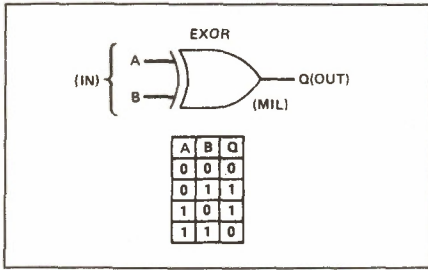 EXOR
A
(IN)
Q(OUT)
B
(MIL)
A B Q
0 0 0
0 1 1
1 0 1
1 1 0